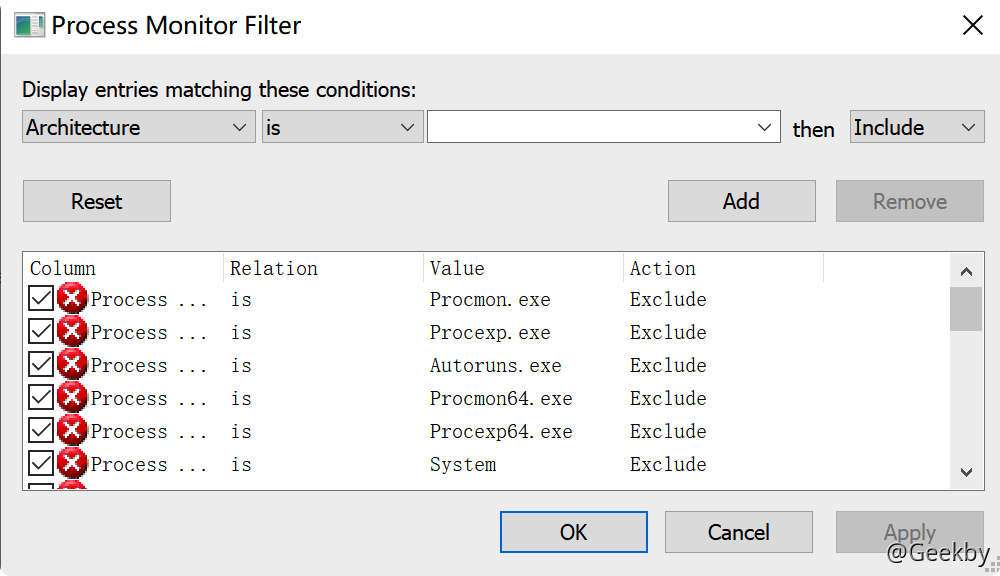 Process Monitor Filter
Display entries matching these conditions:
Architecture is then Include
Reset Add Remove
Column Relation Value Action
Process ... is Procmon.exe Exclude
Process ... is Procexp.exe Exclude
Process ... is Autoruns.exe Exclude
Process ... is Procmon64.exe Exclude
Process ... is Procexp64.exe Exclude
Process ... is System Exclude
OK Cancel Apply
@Geekby